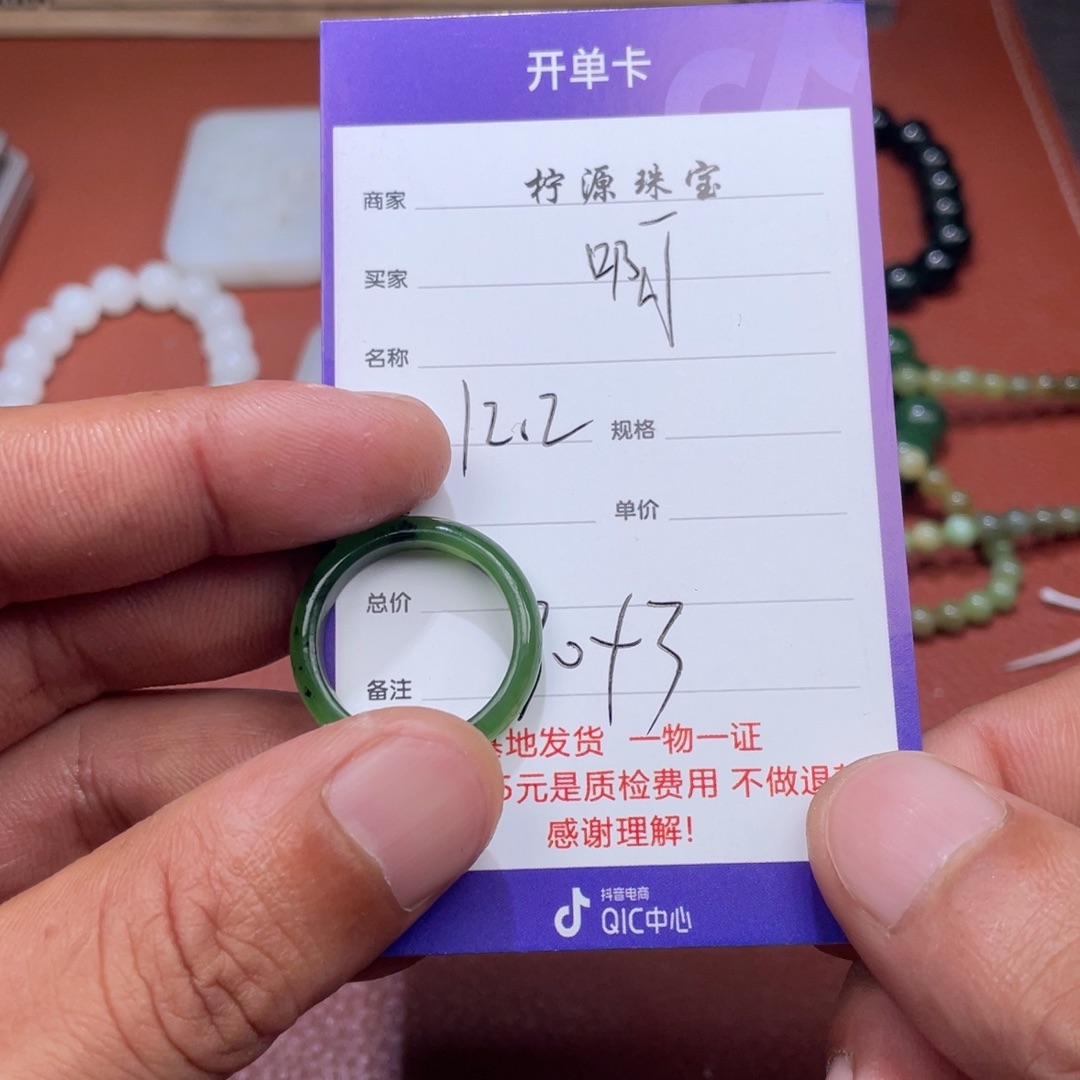 开单卡
商家 柠源珠宝
买家 啊
名称
12.2 规格
单价
总价
备注
地发货 一物一证
5元是质检费用 不做退
感谢理解!
抖音电商
QIC中心